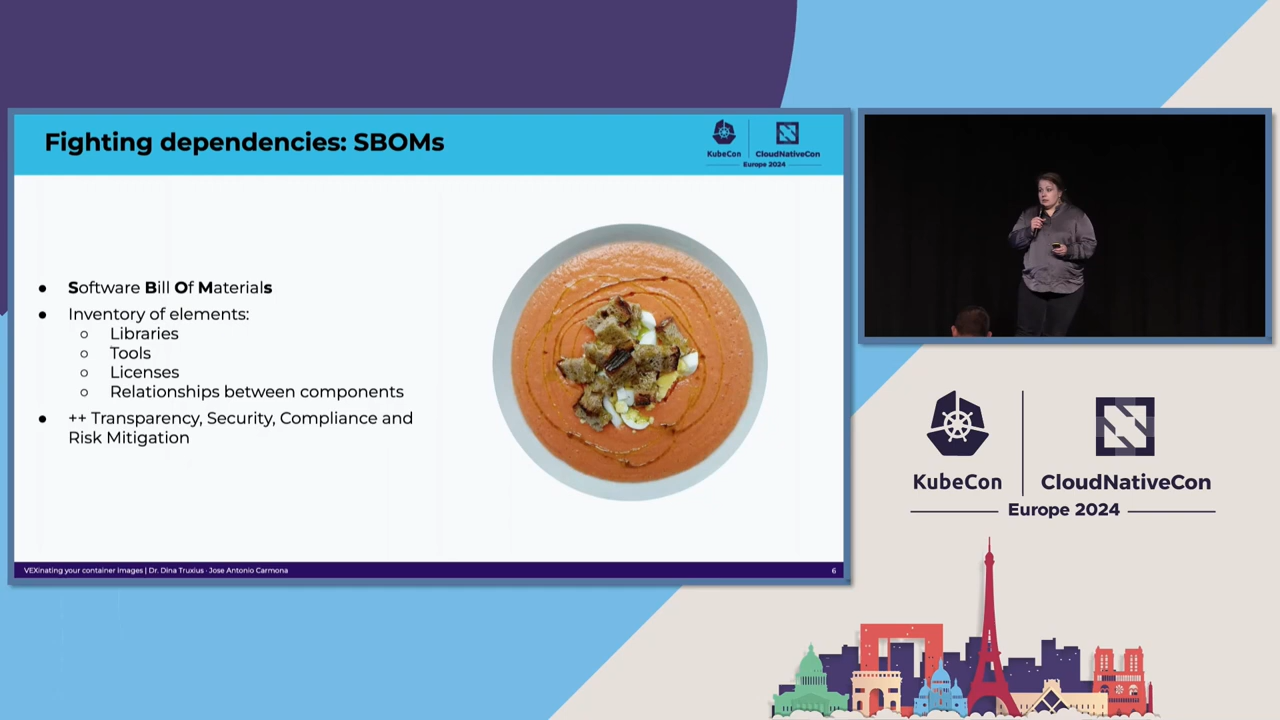 Fighting dependencies: SBOMs
KubeCon
CloudNativeCon
Europe 2024
● Software Bill Of Materials
● Inventory of elements:
○ Libraries
○ Tools
○ Licenses
○ Relationships between components
● ++ Transparency, Security, Compliance and
Risk Mitigation
VEXinating your container images | Dr. Dina Truxius · Jose Antonio Carmona
6
KubeCon
CloudNativeCon
Europe 2024